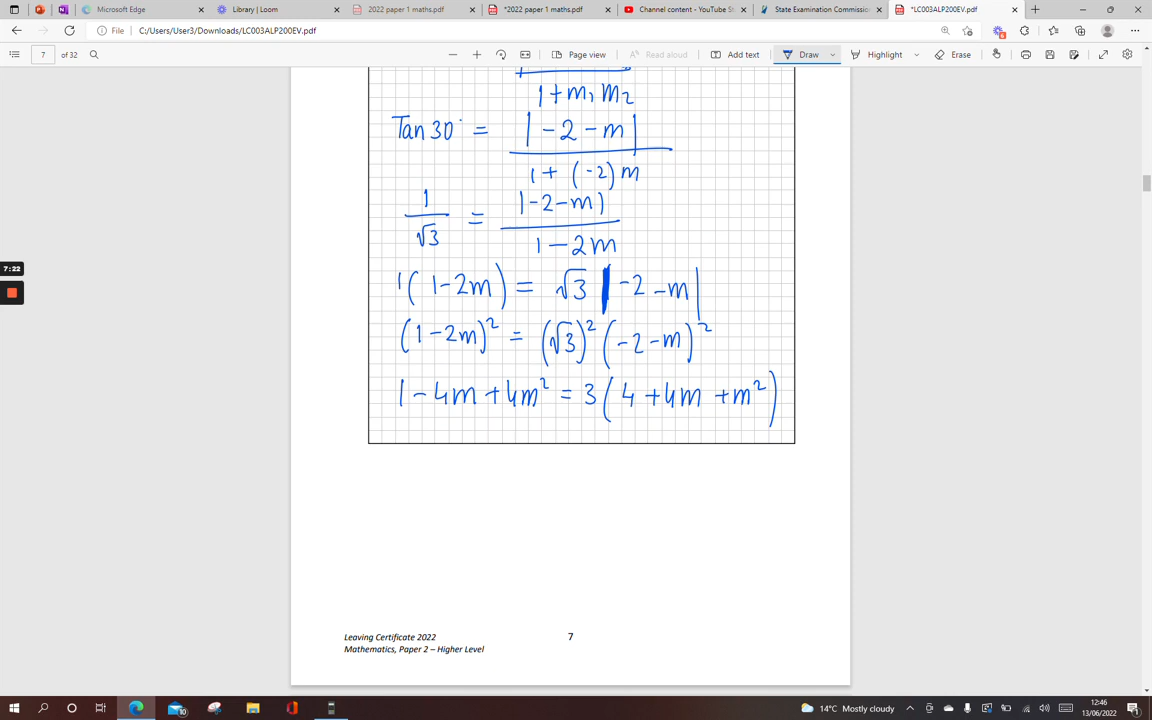 Microsoft Edge
Library | Loom
2022 paper 1 maths.pdf
*2022 paper 1 maths.pdf
Channel content - YouTube St
State Examination Commissio
*LC003ALP200EV.pdf
File C:/Users/User3/Downloads/LC003ALP200EV.pdf
7 of 32 Page view Read aloud Add text Draw Highlight Erase
1 + m₁ m₂
Tan 30° = |-2 - m|
1 + (-2) m
1/√3 = |-2 - m|
1 - 2m
1(1-2m) = √3 |-2 - m|
(1 - 2m)² = (√3)² (-2 - m)²
1 - 4m + 4m² = 3(4 + 4m + m²)
7:22
Leaving Certificate 2022
7
Mathematics, Paper 2 – Higher Level
10
14°C Mostly cloudy
12:46
13/06/2022